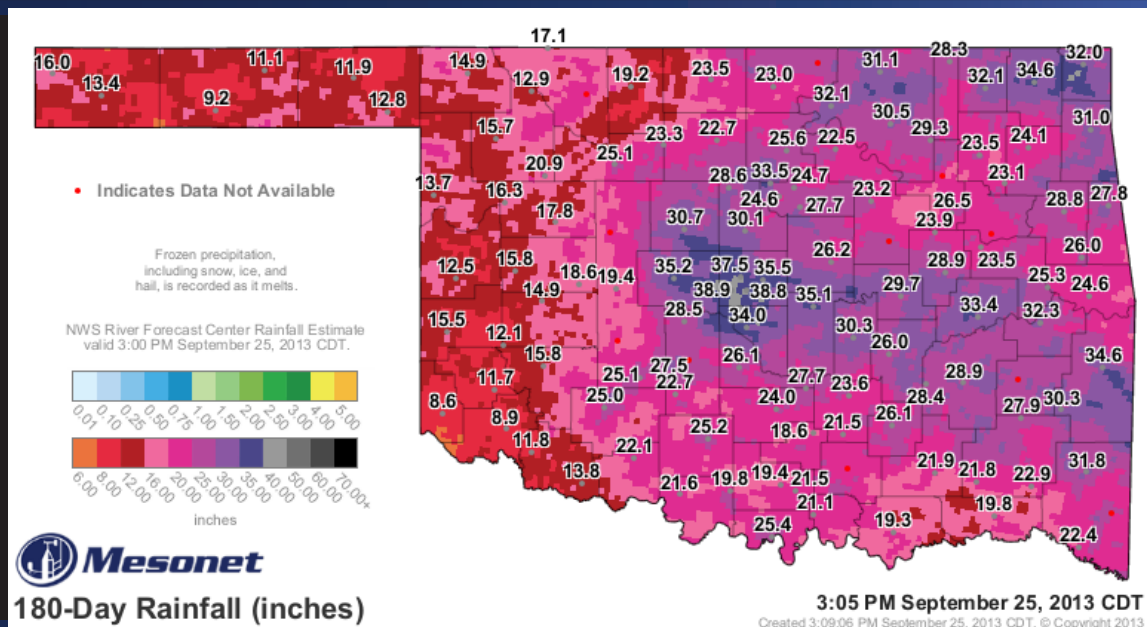 17.1
16.0 11.1 11.9 14.9 12.9 19.2 23.5 23.0 31.1 28.3 32.1 34.6 32.0
13.4 9.2 12.8 32.1 30.5 31.0
15.7 23.3 22.7 25.6 22.5 29.3 23.5 24.1
20.9 25.1 28.6 33.5 24.7 23.1
13.7 16.3 24.6 27.7 23.2 26.5 28.8 27.8
• Indicates Data Not Available
17.8 30.7 30.1 23.9
Frozen precipitation,
including snow, ice, and
hail, is recorded as it melts.
26.2 26.0
12.5 15.8 18.6 19.4 35.2 37.5 35.5 28.9 23.5 25.3
14.9 38.9 38.8 35.1 29.7 24.6
28.5 34.0 33.4 32.3
NWS River Forecast Center Rainfall Estimate
valid 3:00 PM September 25, 2013 CDT.
15.5 12.1 30.3 26.0
15.8 26.1 34.6
11.7 25.1 27.5 22.7 27.7 23.6 28.9
0.01 0.10 0.25 0.50 0.75 1.00 1.50 2.00 2.50 3.00 4.00 5.00
8.6 25.0 24.0 28.4 27.9 30.3
8.9 25.2 18.6 21.5 26.1
11.8 22.1
13.8 21.6 19.8 19.4 21.5 21.9 21.8 22.9 31.8
6.00 8.00 12.00 16.00 20.00 25.00 30.00 35.00 40.00 50.00 60.00 70.00+
inches
21.1 19.8
25.4 19.3 22.4
Mesonet
180-Day Rainfall (inches)
3:05 PM September 25, 2013 CDT
Created 3:09:06 PM September 25, 2013 CDT. © Copyright 2013